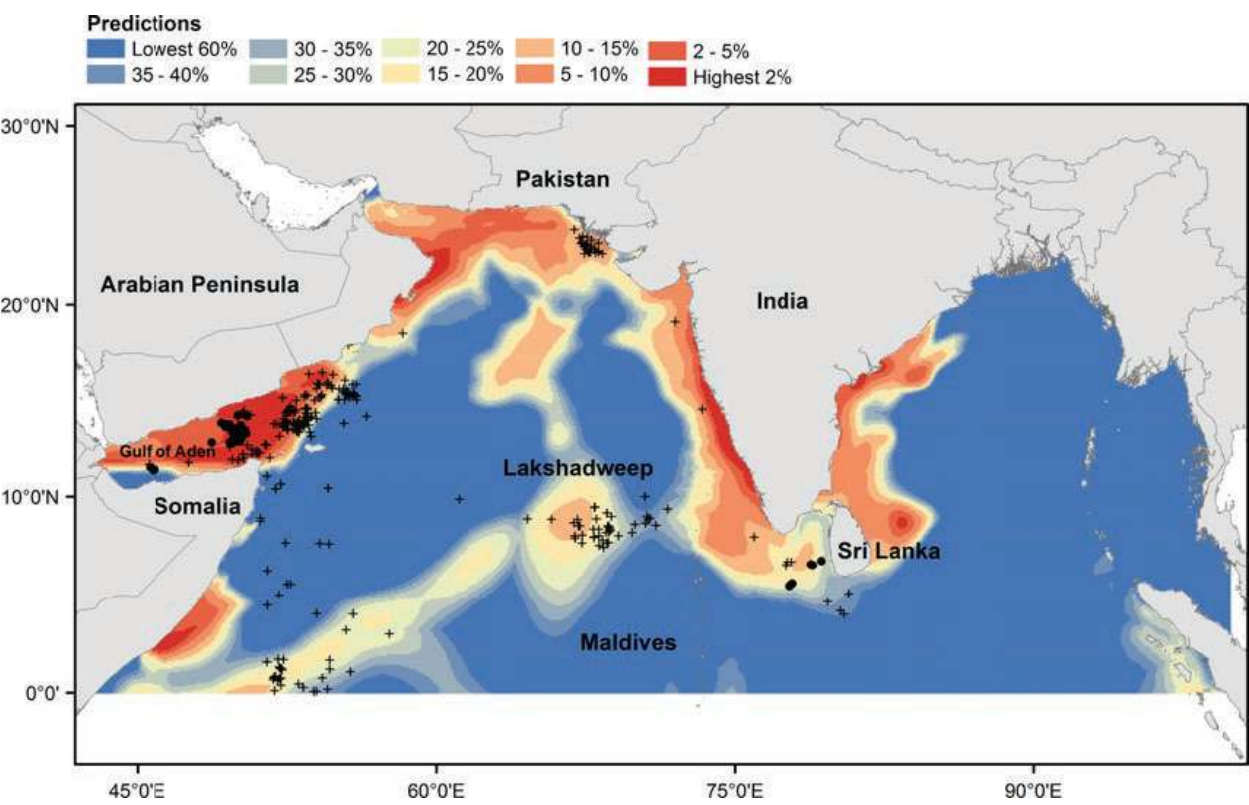 Predictions
Lowest 60% 30 - 35% 20 - 25% 10 - 15% 2 - 5%
35 - 40% 25 - 30% 15 - 20% 5 - 10% Highest 2%
30°0'N
Pakistan
Arabian Peninsula
India
20°0'N
Gulf of Aden
Lakshadweep
10°0'N
Somalia
Sri Lanka
Maldives
0°0'
45°0'E 60°0'E 75°0'E 90°0'E